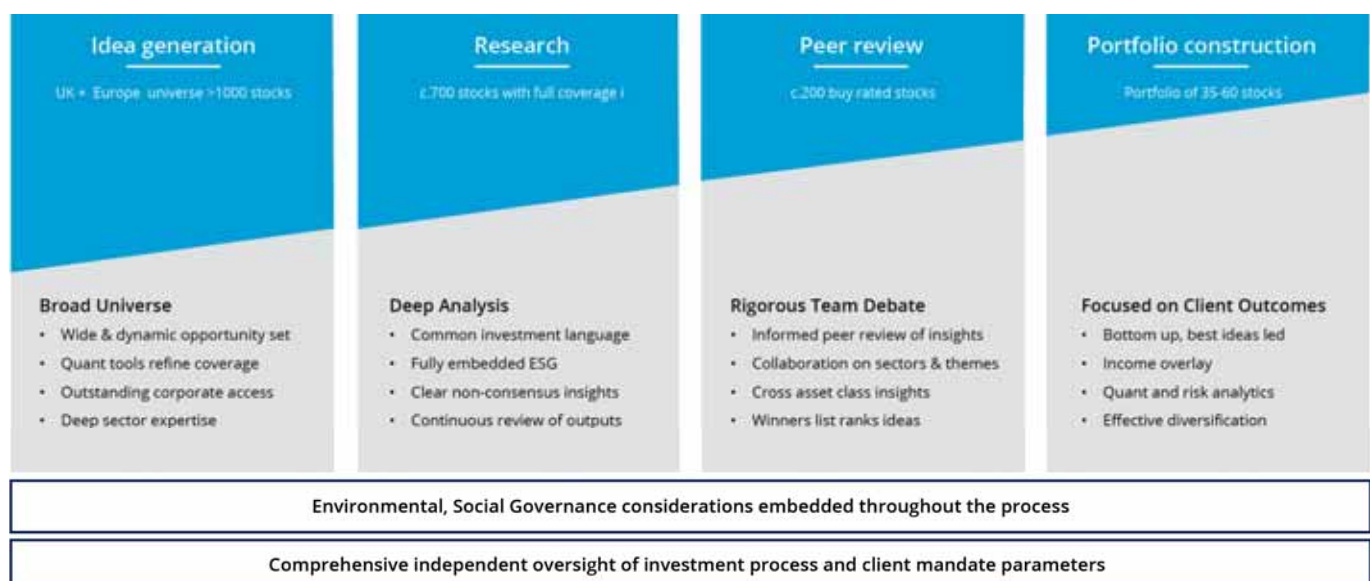 Idea generation
UK + Europe universe >1000 stocks
Broad Universe
• Wide & dynamic opportunity set
• Quant tools refine coverage
• Outstanding corporate access
• Deep sector expertise
Research
c.700 stocks with full coverage i
Deep Analysis
• Common investment language
• Fully embedded ESG
• Clear non-consensus insights
• Continuous review of outputs
Peer review
c.200 buy rated stocks
Rigorous Team Debate
• Informed peer review of insights
• Collaboration on sectors & themes
• Cross asset class insights
• Winners list ranks ideas
Portfolio construction
Portfolio of 35-60 stocks
Focused on Client Outcomes
• Bottom up, best ideas led
• Income overlay
• Quant and risk analytics
• Effective diversification
Environmental, Social Governance considerations embedded throughout the process
Comprehensive independent oversight of investment process and client mandate parameters